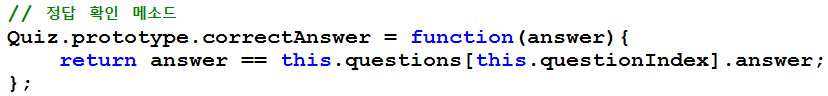 // 정답 확인 메소드
Quiz.prototype.correctAnswer = function(answer){
    return answer == this.questions[this.questionIndex].answer;
};